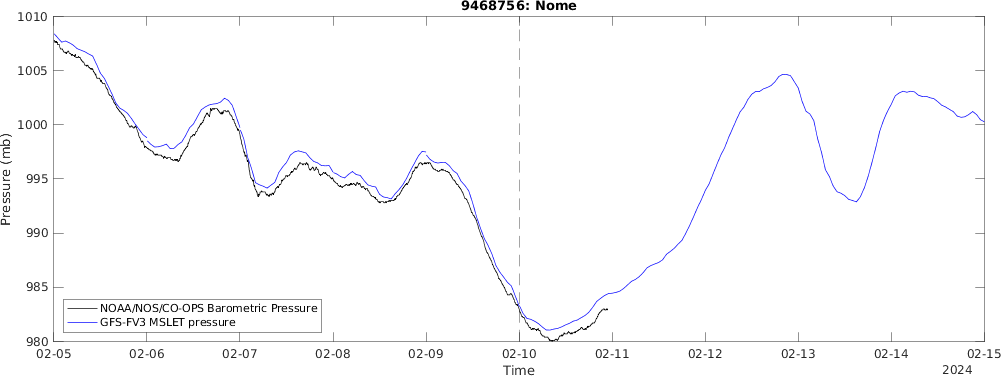 9468756: Nome
Pressure (mb)
1010
1005
1000
995
990
985
980
NOAA/NOS/CO-OPS Barometric Pressure
GFS-FV3 MSLET pressure
02-05 02-06 02-07 02-08 02-09 02-10 02-11 02-12 02-13 02-14 02-15
Time
2024